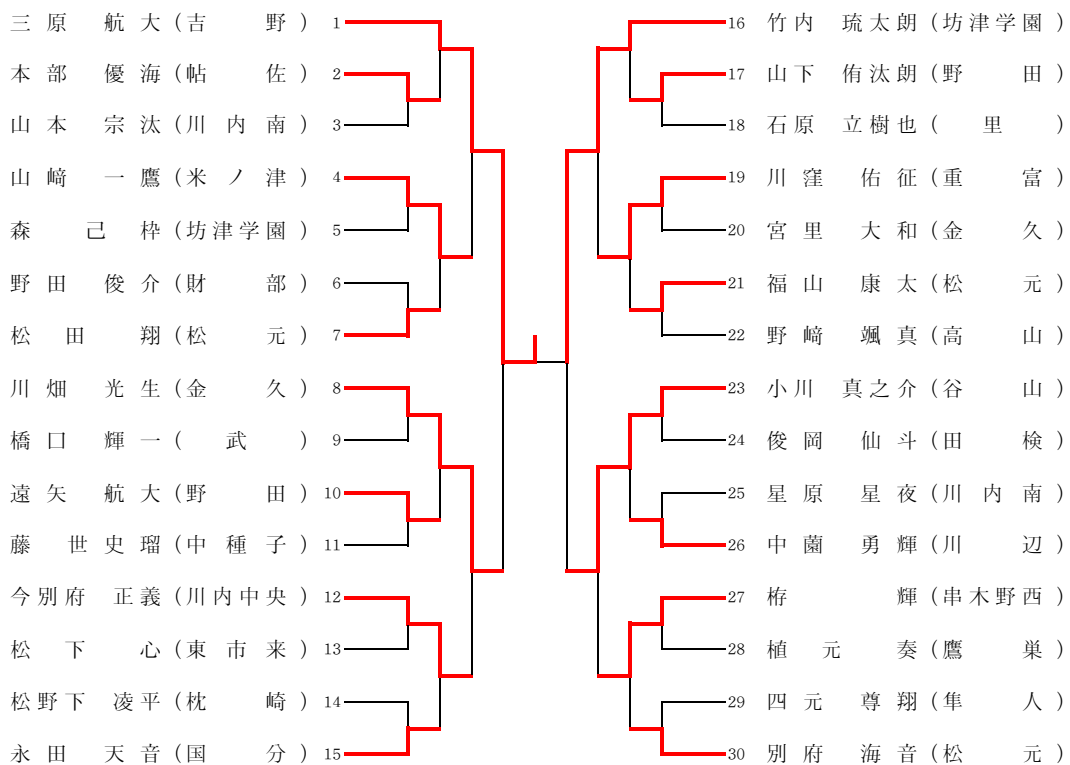 三原 航大（吉 野） 1
本部 優海（帖 佐） 2
山本 宗汰（川内南） 3
山﨑 一鷹（米ノ津） 4
森 己枠（坊津学園） 5
野田 俊介（財 部） 6
松田 翔（松 元） 7
川畑 光生（金 久） 8
橋口 輝一（ 武 ） 9
遠矢 航大（野 田） 10
藤 世史瑠（中種子） 11
今別府 正義（川内中央） 12
松下 心（東市来） 13
松野下 凌平（枕 崎） 14
永田 天音（国 分） 15
16 竹内 琉太朗（坊津学園）
17 山下 侑汰朗（野 田）
18 石原 立樹也（ 里 ）
19 川窪 佑征（重 富）
20 宮里 大和（金 久）
21 福山 康太（松 元）
22 野﨑 颯真（高 山）
23 小川 真之介（谷 山）
24 俊岡 仙斗（田 検）
25 星原 星夜（川内南）
26 中薗 勇輝（川 辺）
27 栫 輝（串木野西）
28 植元 奏（鷹 巣）
29 四元 尊翔（隼 人）
30 別府 海音（松 元）